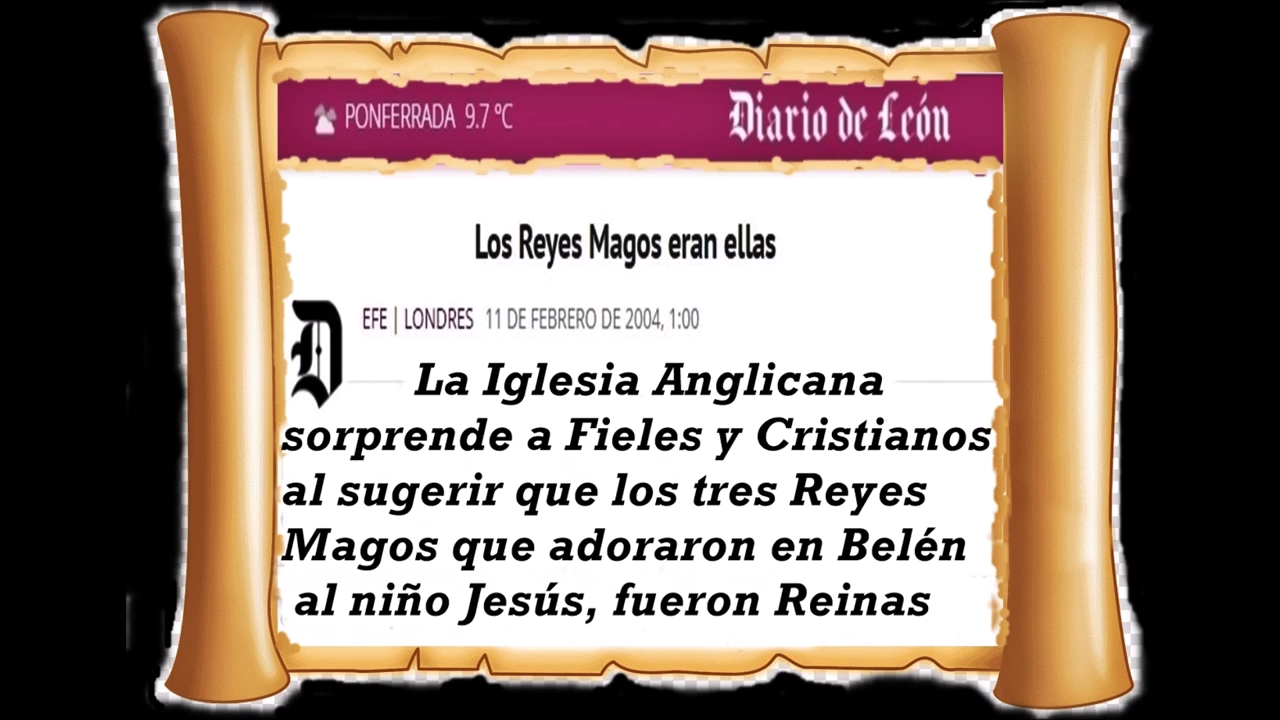 PONFERRADA 9.7 ºC
Diario de León
Los Reyes Magos eran ellas
EFE | LONDRES 11 DE FEBRERO DE 2004, 1:00
D
La Iglesia Anglicana
sorprende a Fieles y Cristianos
al sugerir que los tres Reyes
Magos que adoraron en Belén
al niño Jesús, fueron Reinas